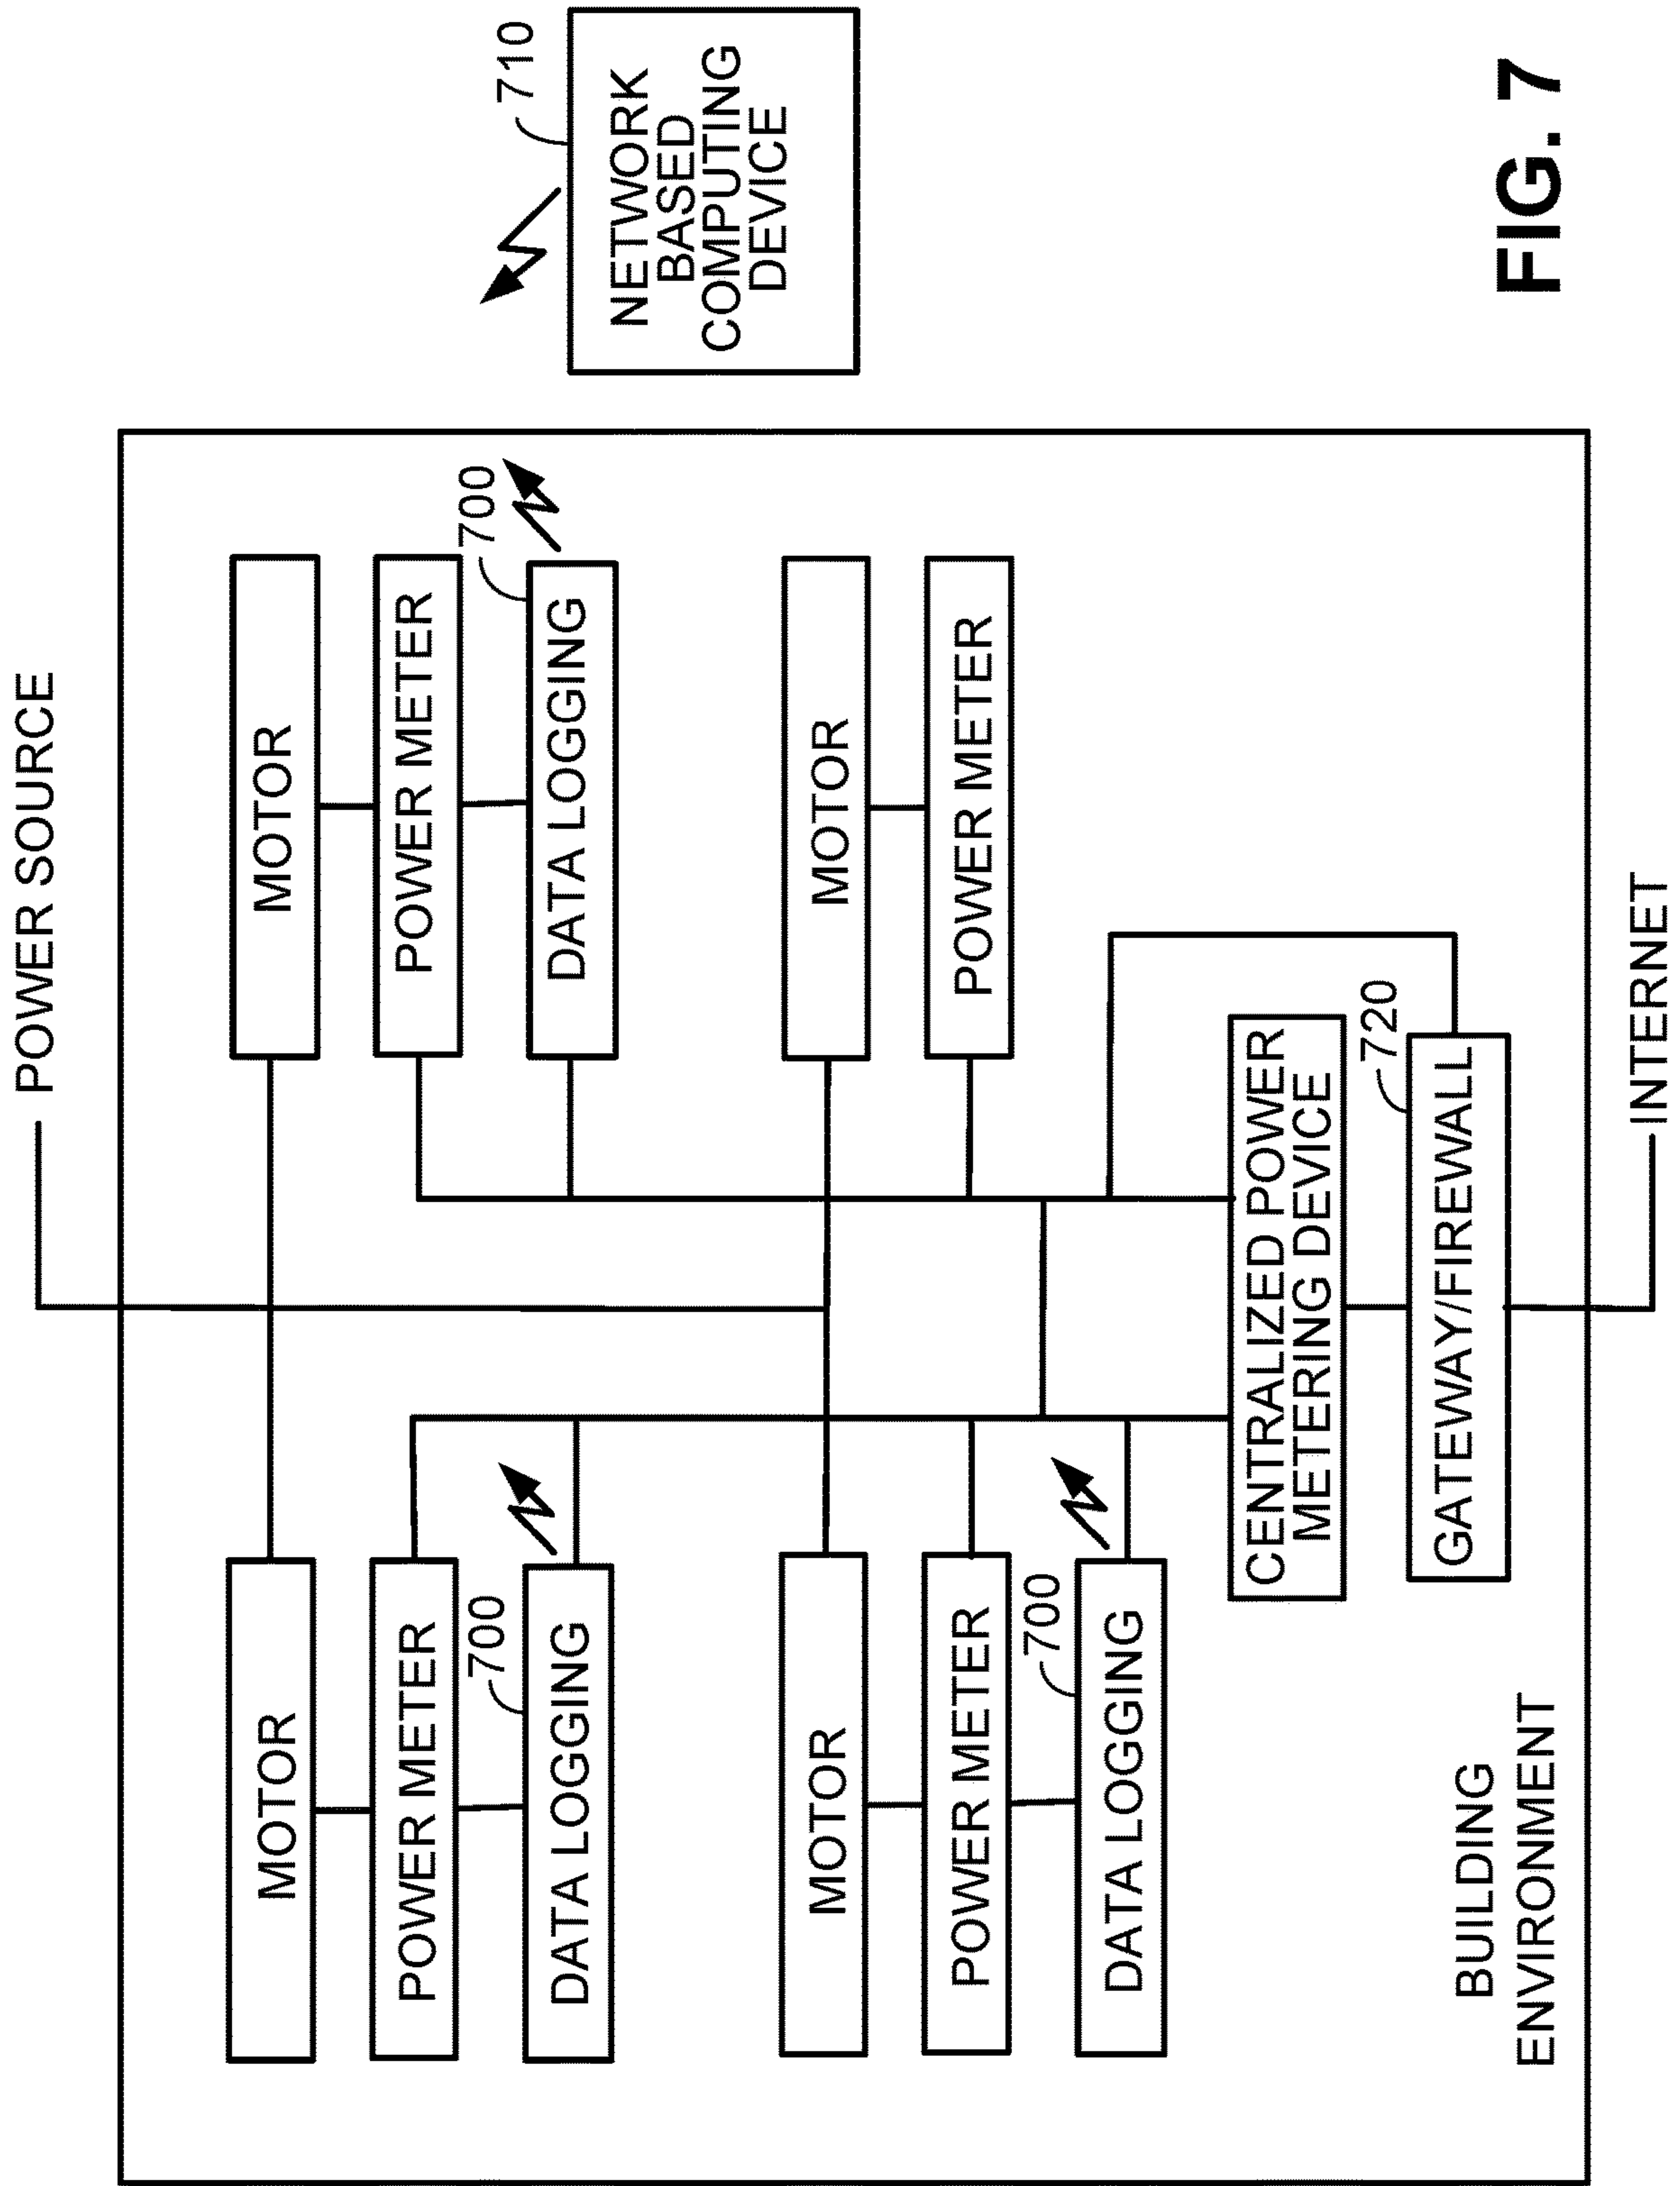 POWER SOURCE
MOTOR
POWER METER
700
DATA LOGGING
MOTOR
POWER METER
700
DATA LOGGING
MOTOR
POWER METER
700
DATA LOGGING
MOTOR
POWER METER
CENTRALIZED POWER
METERING DEVICE
720
GATEWAY/FIREWALL
BUILDING
ENVIRONMENT
INTERNET
710
NETWORK
BASED
COMPUTING
DEVICE
FIG. 7